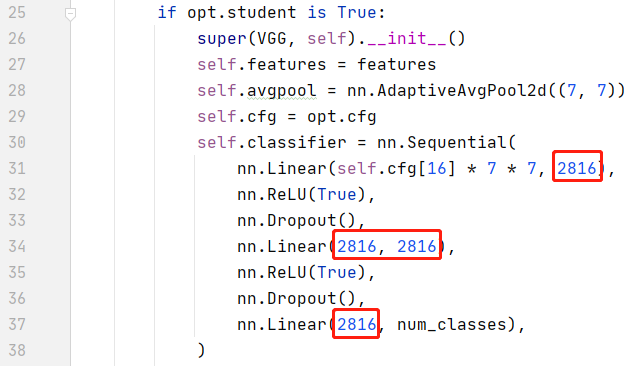 25 if opt.student is True:
26 super(VGG, self).__init__()
27 self.features = features
28 self.avgpool = nn.AdaptiveAvgPool2d((7, 7))
29 self.cfg = opt.cfg
30 self.classifier = nn.Sequential(
31 nn.Linear(self.cfg[16] * 7 * 7, 2816),
32 nn.ReLU(True),
33 nn.Dropout(),
34 nn.Linear(2816, 2816),
35 nn.ReLU(True),
36 nn.Dropout(),
37 nn.Linear(2816, num_classes),
38 )